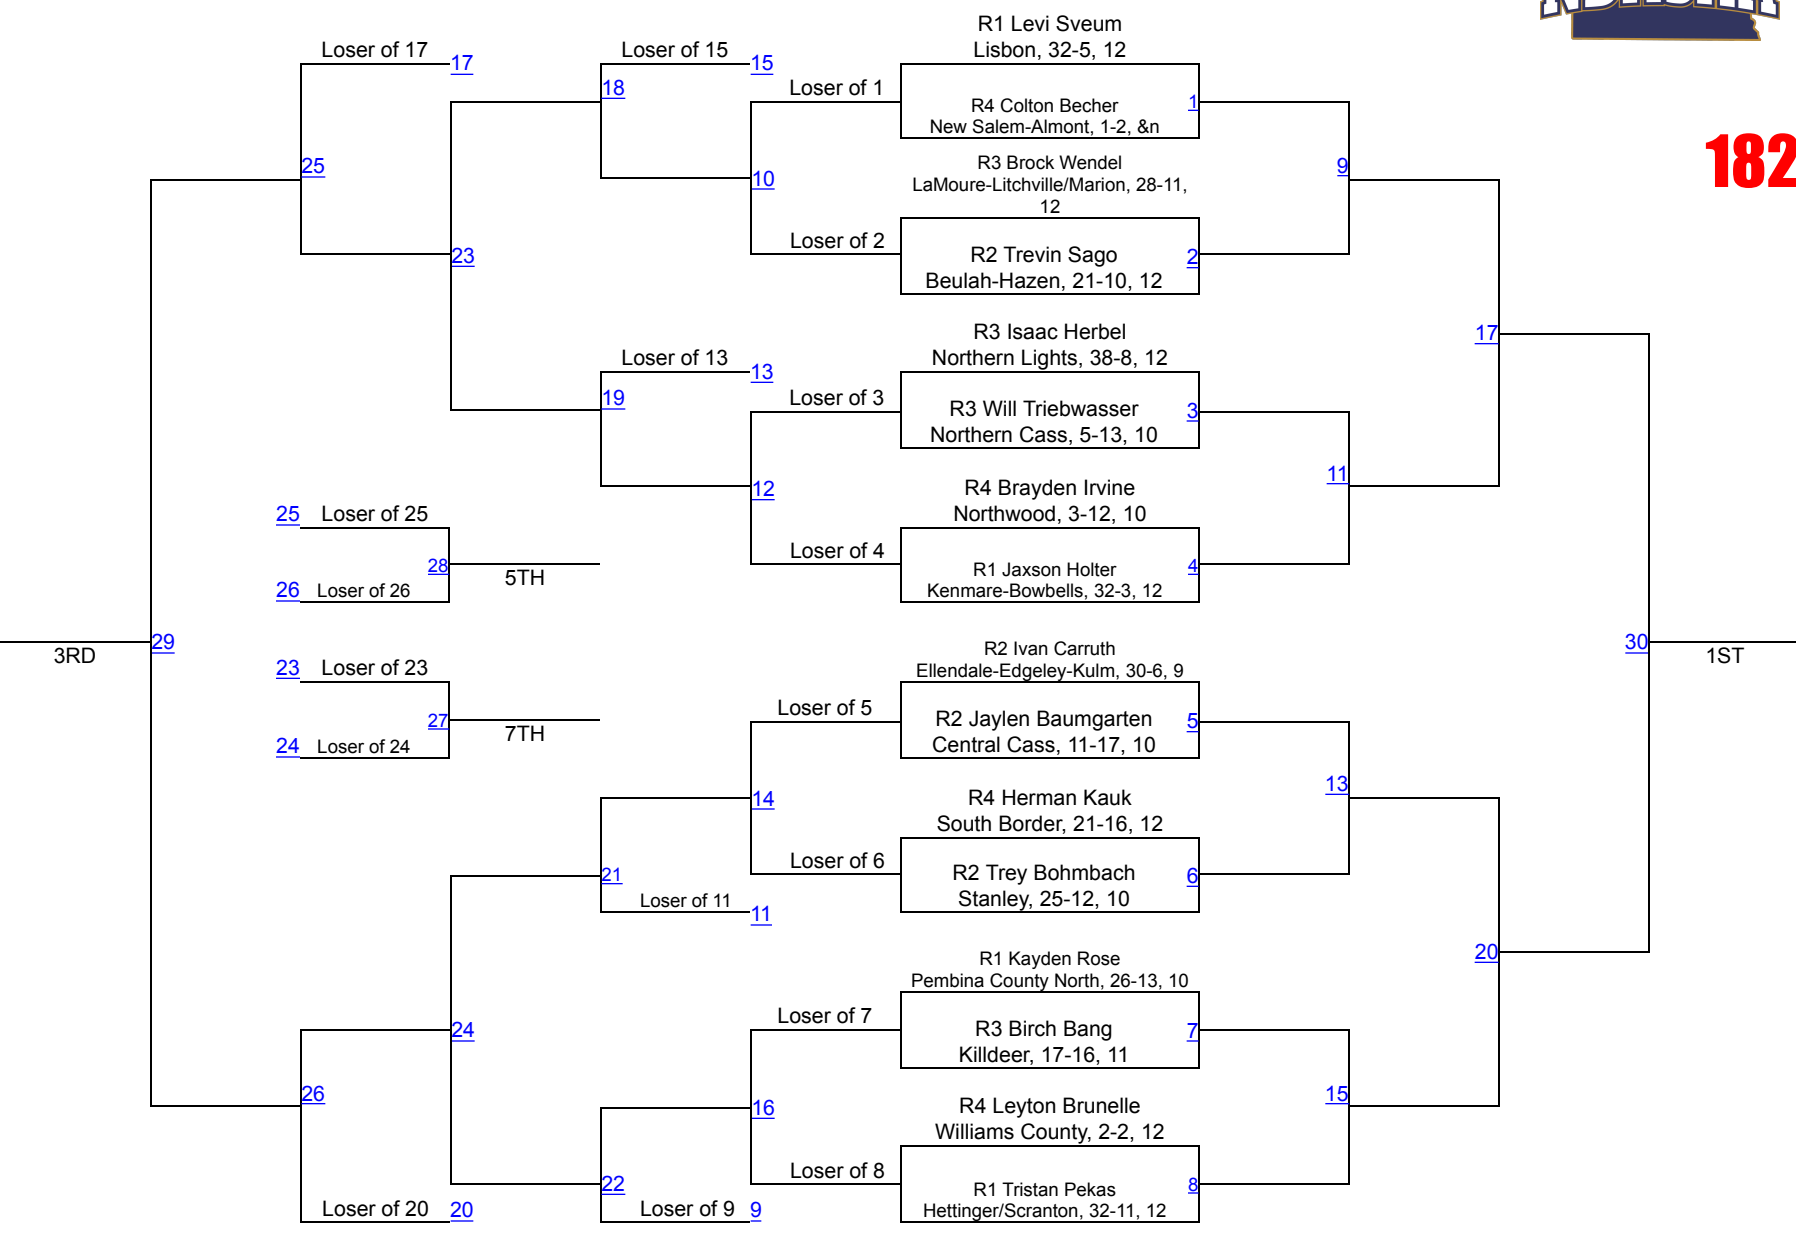 R1 Levi Sveum
Lisbon, 32-5, 12
Loser of 17
17
Loser of 15
15
18
Loser of 1
R4 Colton Becher
New Salem-Almont, 1-2, &n
1
182
25
10
R3 Brock Wendel
LaMoure-Litchville/Marion, 28-11,
12
9
23
Loser of 2
R2 Trevin Sago
Beulah-Hazen, 21-10, 12
2
R3 Isaac Herbel
Northern Lights, 38-8, 12
17
Loser of 13
13
19
Loser of 3
R3 Will Triebwasser
Northern Cass, 5-13, 10
3
12
R4 Brayden Irvine
Northwood, 3-12, 10
11
25
Loser of 25
28
5TH
26
Loser of 26
Loser of 4
R1 Jaxson Holter
Kenmare-Bowbells, 32-3, 12
4
3RD
29
R2 Ivan Carruth
Ellendale-Edgeley-Kulm, 30-6, 9
30
1ST
23
Loser of 23
27
7TH
24
Loser of 24
Loser of 5
R2 Jaylen Baumgarten
Central Cass, 11-17, 10
5
14
R4 Herman Kauk
South Border, 21-16, 12
13
21
Loser of 6
R2 Trey Bohmbach
Stanley, 25-12, 10
6
Loser of 11
11
R1 Kayden Rose
Pembina County North, 26-13, 10
20
24
Loser of 7
R3 Birch Bang
Killdeer, 17-16, 11
7
26
16
R4 Leyton Brunelle
Williams County, 2-2, 12
15
22
Loser of 8
R1 Tristan Pekas
Hettinger/Scranton, 32-11, 12
8
Loser of 20
20
Loser of 9
9